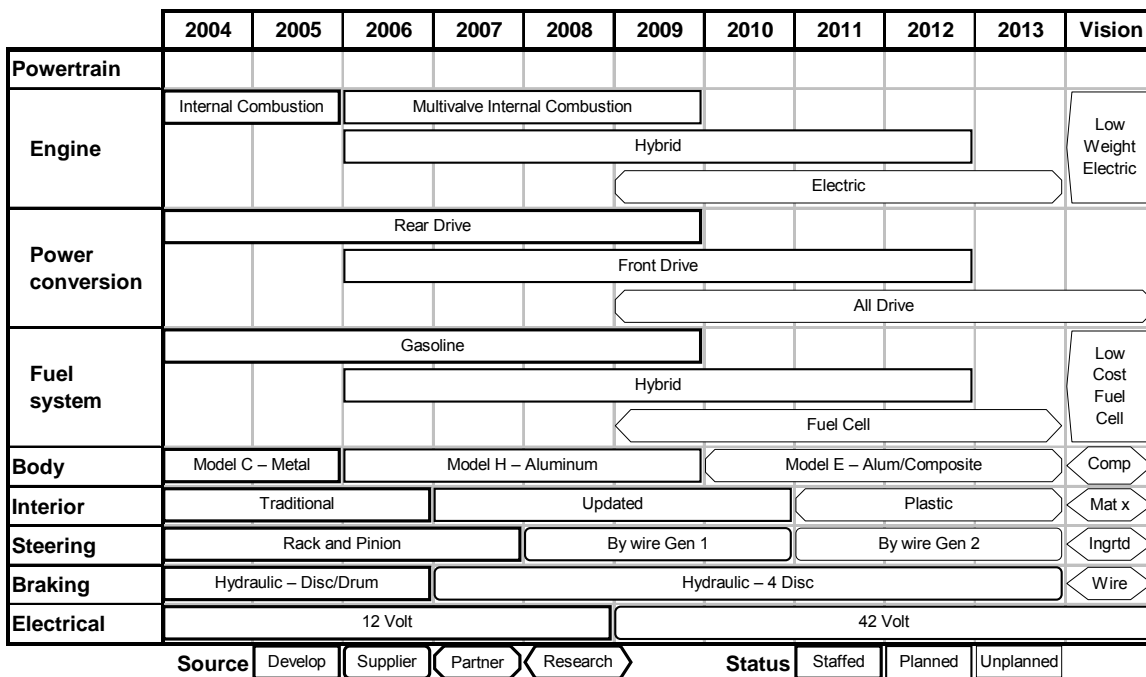 2004 2005 2006 2007 2008 2009 2010 2011 2012 2013 Vision
Powertrain
Engine
Internal Combustion
Multivalve Internal Combustion
Hybrid
Electric
Low
Weight
Electric
Power
conversion
Rear Drive
Front Drive
All Drive
Fuel
system
Gasoline
Hybrid
Fuel Cell
Low
Cost
Fuel
Cell
Body Model C – Metal Model H – Aluminum Model E – Alum/Composite Comp
Interior Traditional Updated Plastic Mat x
Steering Rack and Pinion By wire Gen 1 By wire Gen 2 Ingrtd
Braking Hydraulic – Disc/Drum Hydraulic – 4 Disc Wire
Electrical 12 Volt 42 Volt
Source Develop Supplier Partner Research Status Staffed Planned Unplanned